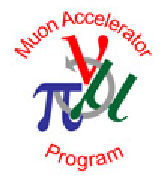 Muon Accelerator
ν
π μ
Program